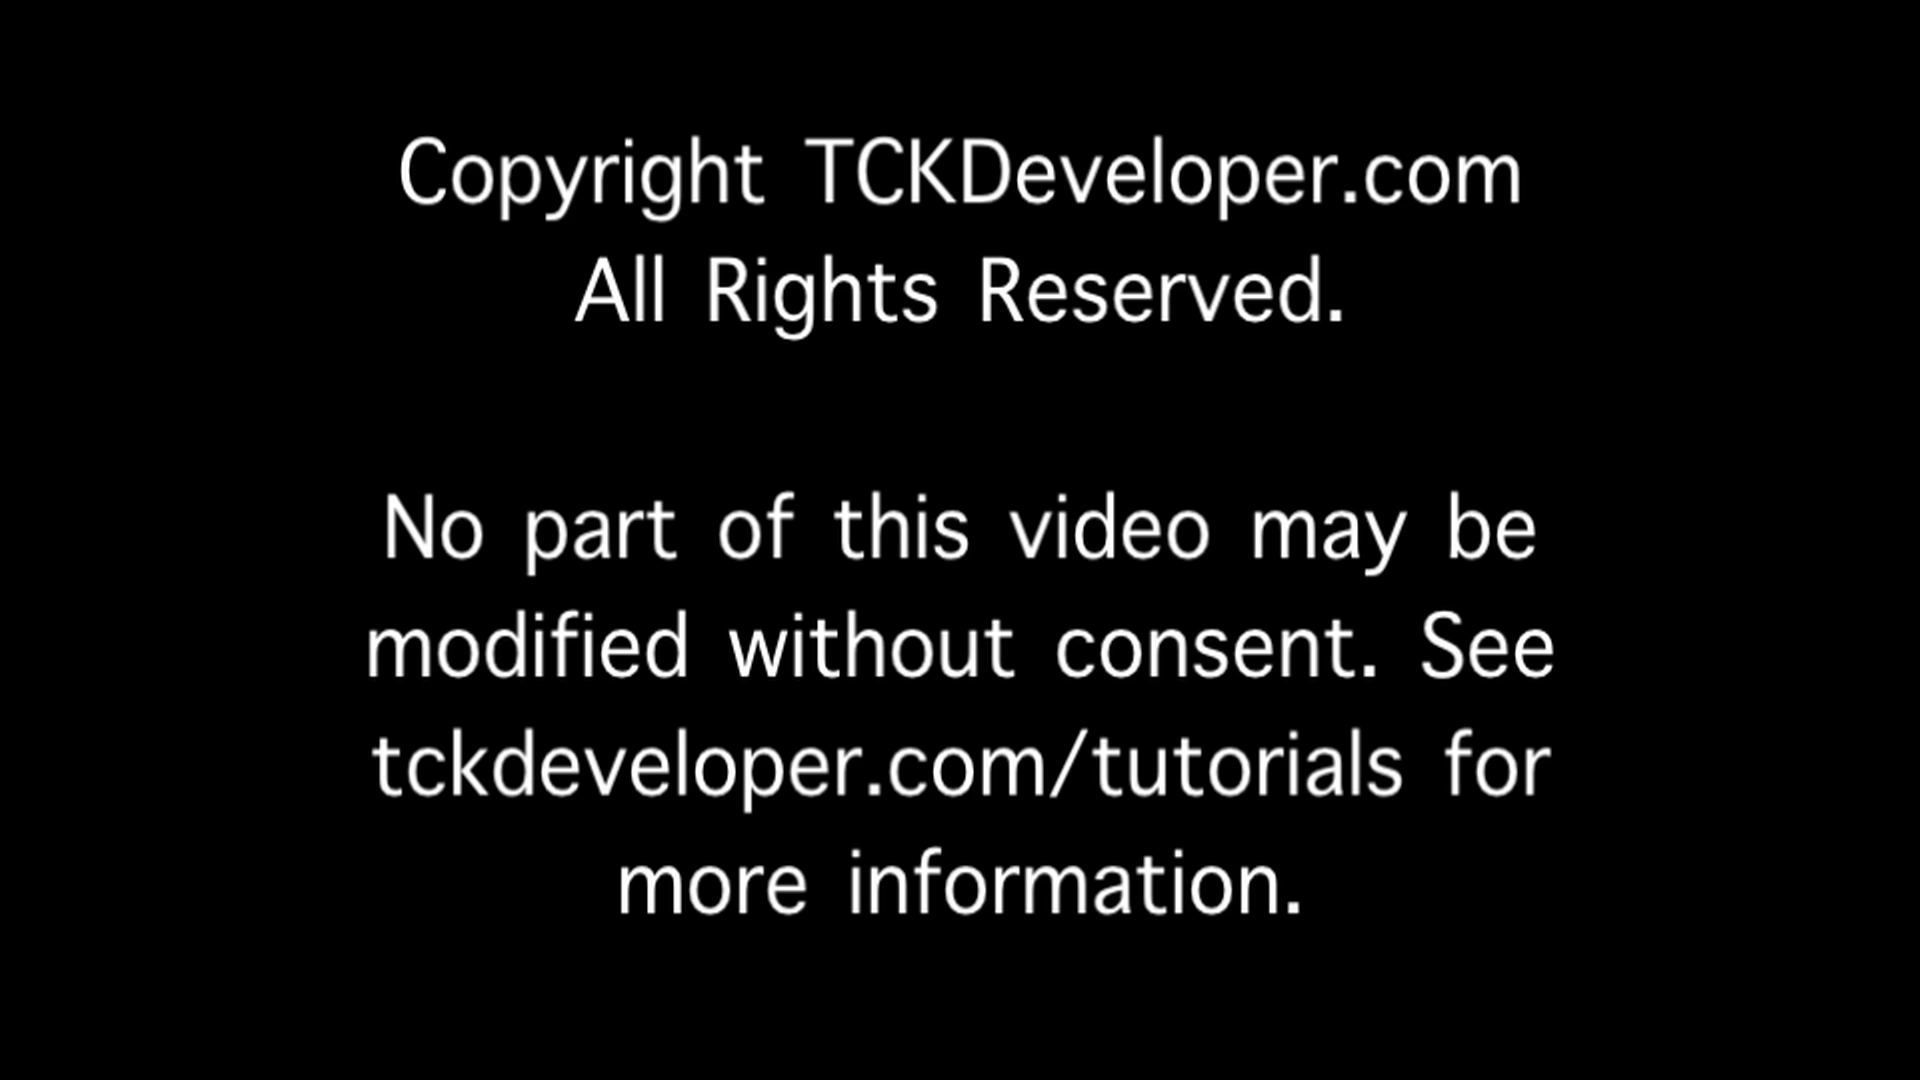 Copyright TCKDeveloper.com
All Rights Reserved.
No part of this video may be
modified without consent. See
tckdeveloper.com/tutorials for
more information.